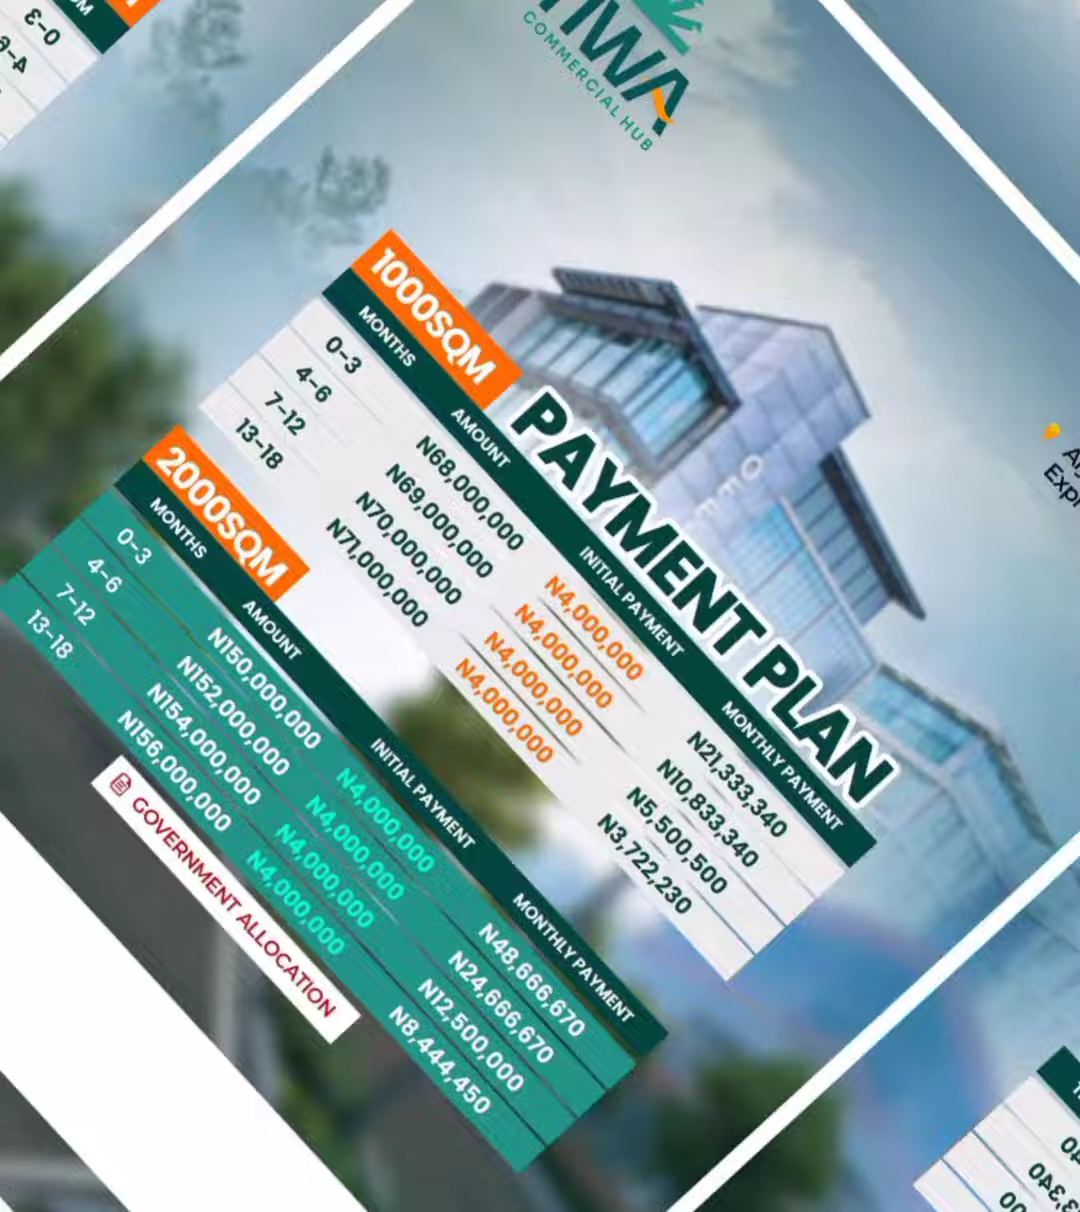 COMMERCIAL HUB
PAYMENT PLAN
1000SQM
MONTHS AMOUNT INITIAL PAYMENT MONTHLY PAYMENT
0-3 N68,000,000 N4,000,000 N21,333,340
4-6 N69,000,000 N4,000,000 N10,833,340
7-12 N70,000,000 N4,000,000 N5,500,500
13-18 N71,000,000 N4,000,000 N3,722,230
2000SQM
MONTHS AMOUNT INITIAL PAYMENT MONTHLY PAYMENT
0-3 N150,000,000 N4,000,000 N48,666,670
4-6 N152,000,000 N4,000,000 N24,666,670
7-12 N154,000,000 N4,000,000 N12,500,000
13-18 N156,000,000 N4,000,000 N8,444,450
GOVERNMENT ALLOCATION